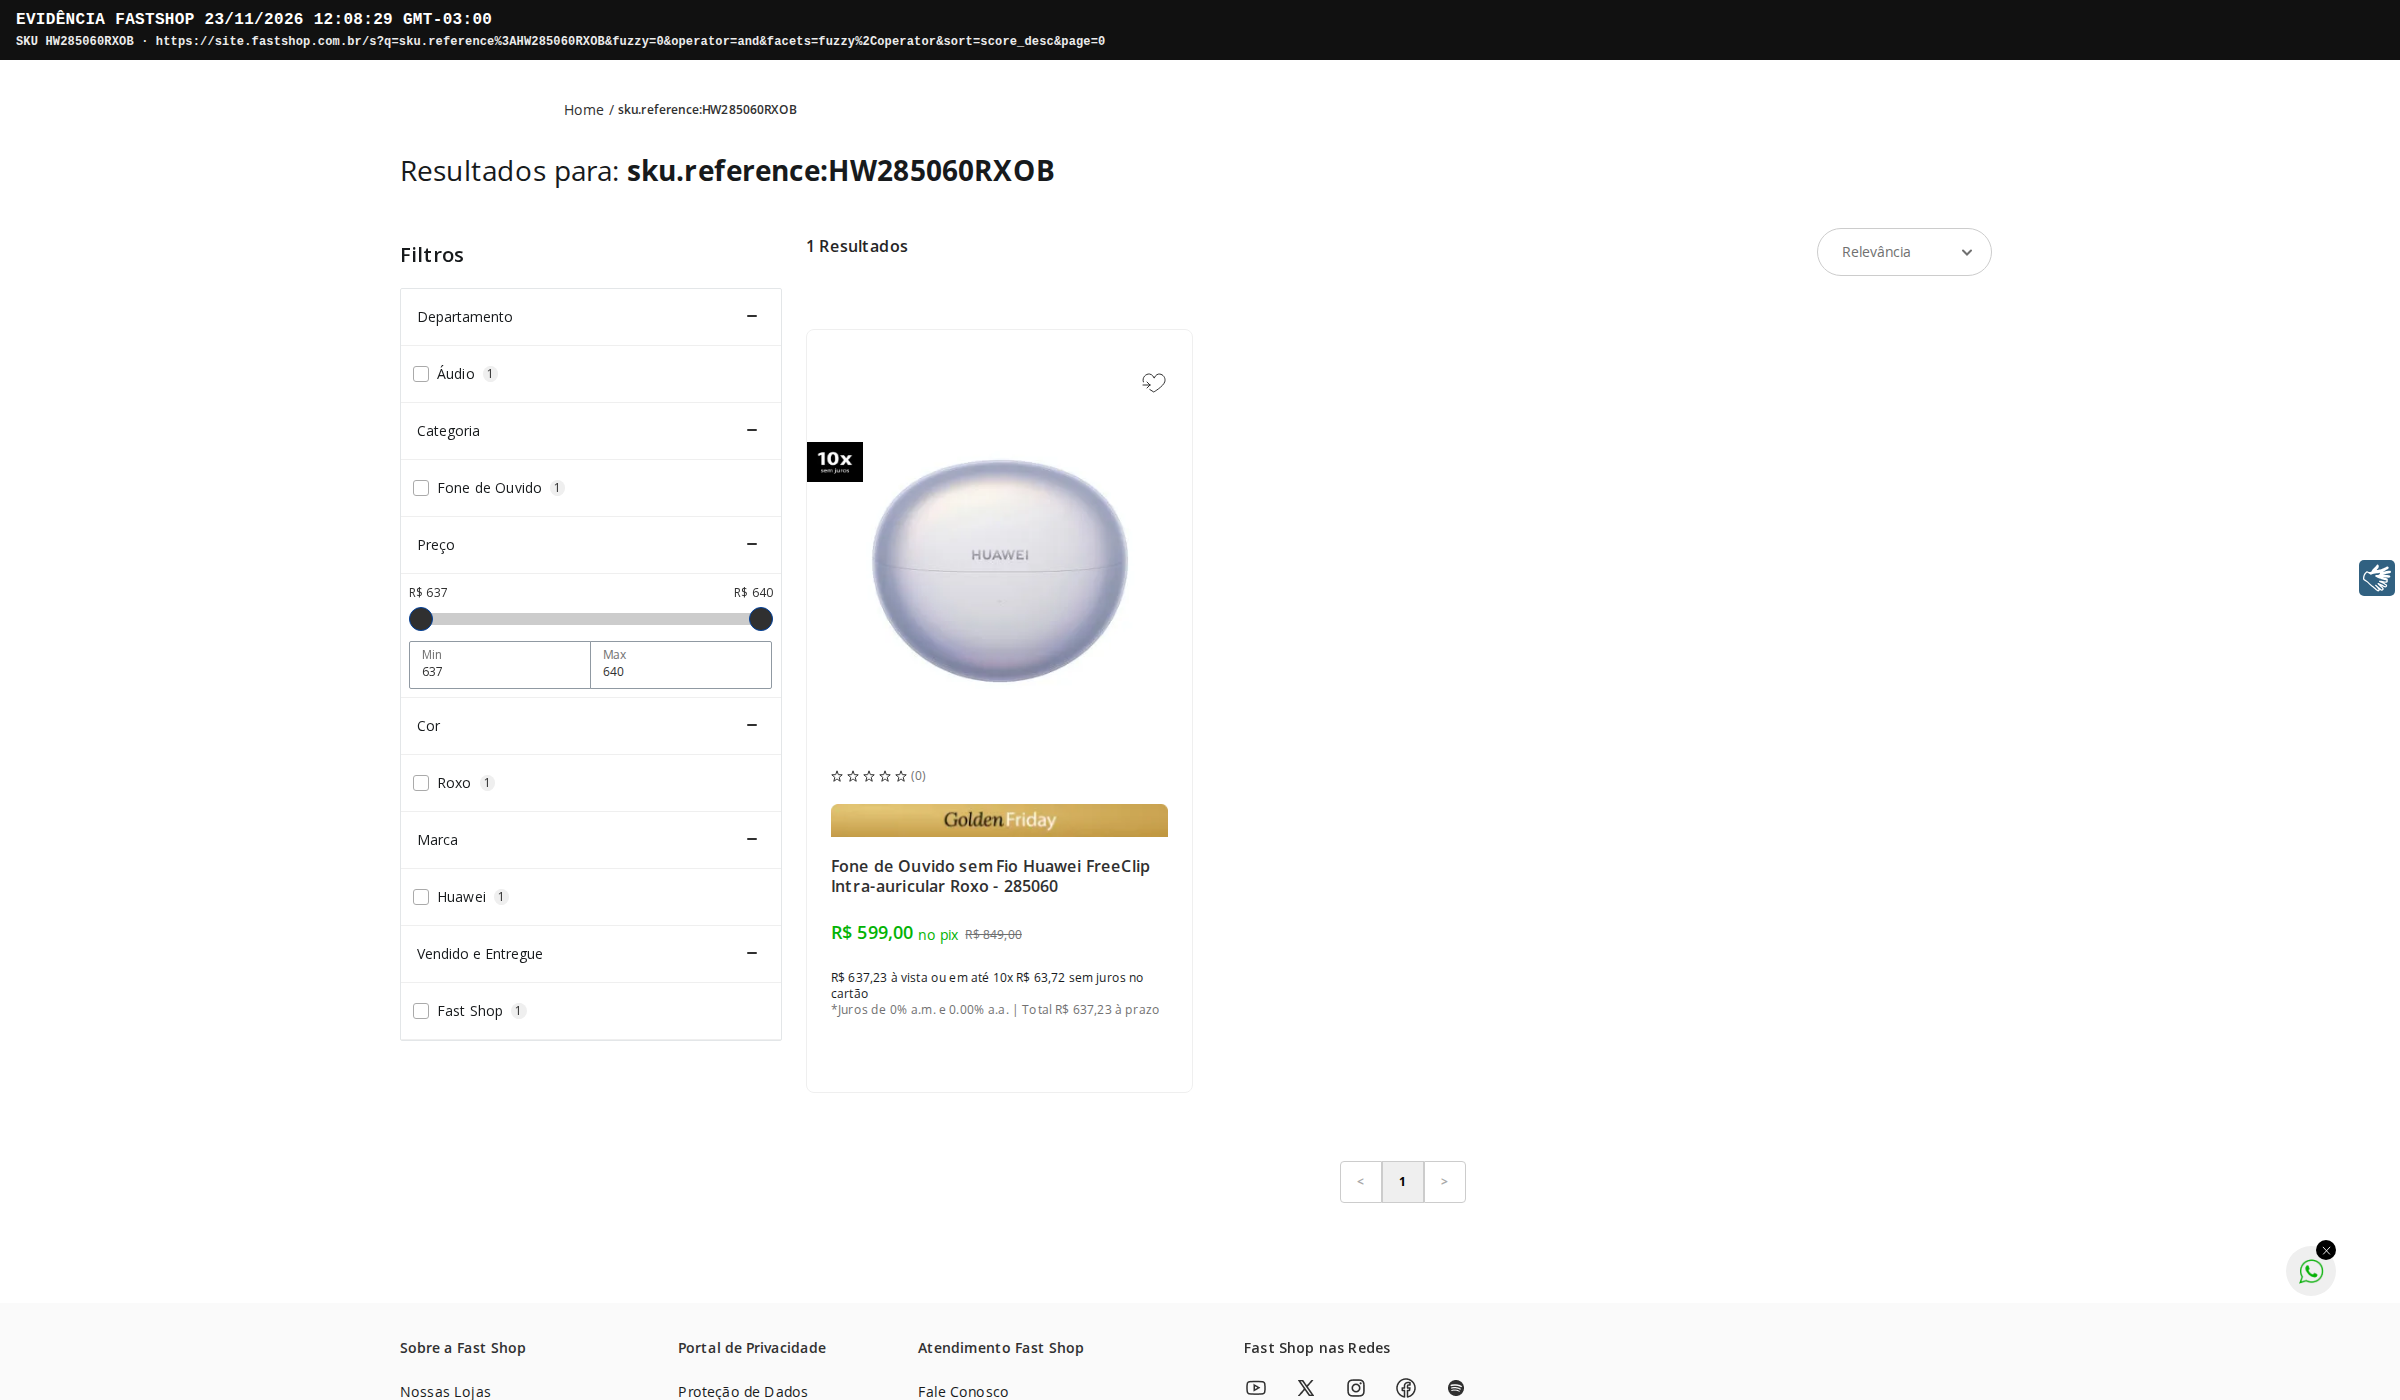 EVIDÊNCIA FASTSHOP 23/11/2026 12:08:29 GMT-03:00
SKU HW285060RXOB · https://site.fastshop.com.br/s?q=sku.reference%3AHW285060RXOB&fuzzy=0&operator=and&facets=fuzzy%2Coperator&sort=score_desc&page=0
Home / sku.reference:HW285060RXOB
Resultados para: sku.reference:HW285060RXOB
Filtros
Departamento
Áudio 1
Categoria
Fone de Ouvido 1
Preço
R$ 637 R$ 640
Min Max
637 640
Cor
Roxo 1
Marca
Huawei 1
Vendido e Entregue
Fast Shop 1
1 Resultados
Relevância
10x
sem juros
HUAWEI
(0)
Golden Friday
Fone de Ouvido sem Fio Huawei FreeClip
Intra-auricular Roxo - 285060
R$ 599,00 no pix R$ 849,00
R$ 637,23 à vista ou em até 10x R$ 63,72 sem juros no
cartão
*Juros de 0% a.m. e 0.00% a.a. | Total R$ 637,23 à prazo
< 1 >
Sobre a Fast Shop
Nossas Lojas
Portal de Privacidade
Proteção de Dados
Atendimento Fast Shop
Fale Conosco
Fast Shop nas Redes